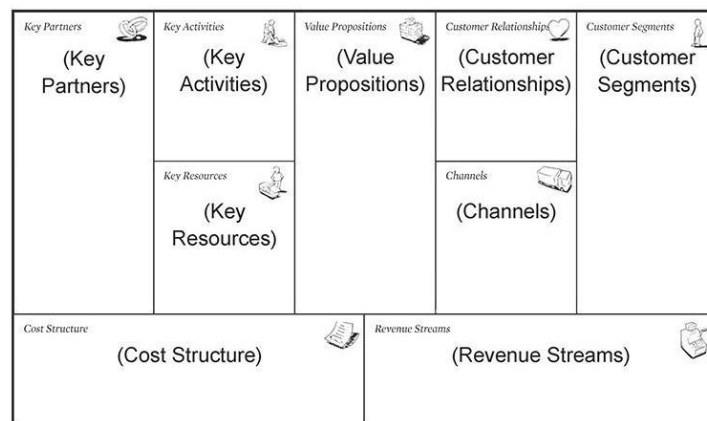 Key Partners
(Key
Partners)
Key Activities
(Key
Activities)
Key Resources
(Key
Resources)
Value Propositions
(Value
Propositions)
Customer Relationships
(Customer
Relationships)
Channels
(Channels)
Customer Segments
(Customer
Segments)
Cost Structure
(Cost Structure)
Revenue Streams
(Revenue Streams)